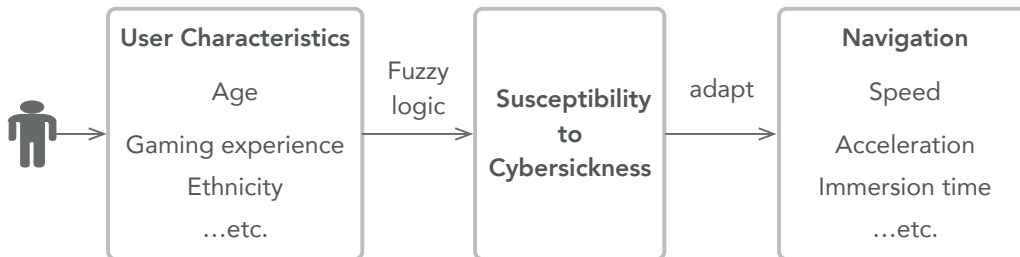 User Characteristics
Age
Gaming experience
Ethnicity
...etc.
Fuzzy
logic
Susceptibility
to
Cybersickness
adapt
Navigation
Speed
Acceleration
Immersion time
...etc.